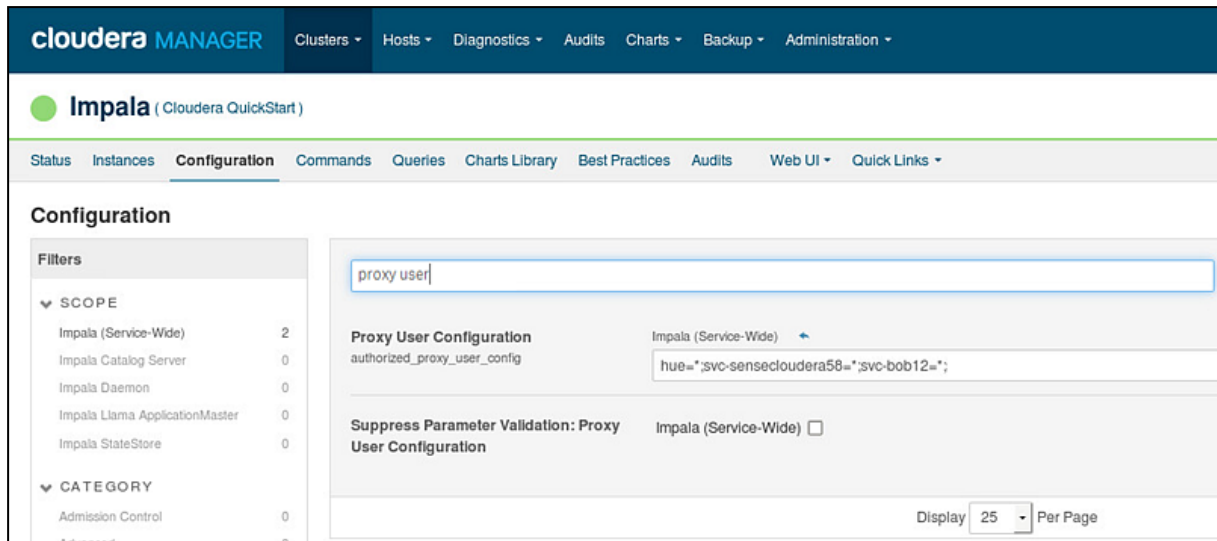 cloudera MANAGER Clusters Hosts Diagnostics Audits Charts Backup Administration
Impala ( Cloudera QuickStart )
Status Instances Configuration Commands Queries Charts Library Best Practices Audits Web UI Quick Links
Configuration
Filters
SCOPE
Impala (Service-Wide) 2
Impala Catalog Server 0
Impala Daemon 0
Impala Llama ApplicationMaster 0
Impala StateStore 0
CATEGORY
Admission Control 0
proxy user
Proxy User Configuration Impala (Service-Wide)
authorized_proxy_user_config
hue=*;svc-sensecloudera58=*;svc-bob12=*;
Suppress Parameter Validation: Proxy Impala (Service-Wide)
User Configuration
Display 25 Per Page